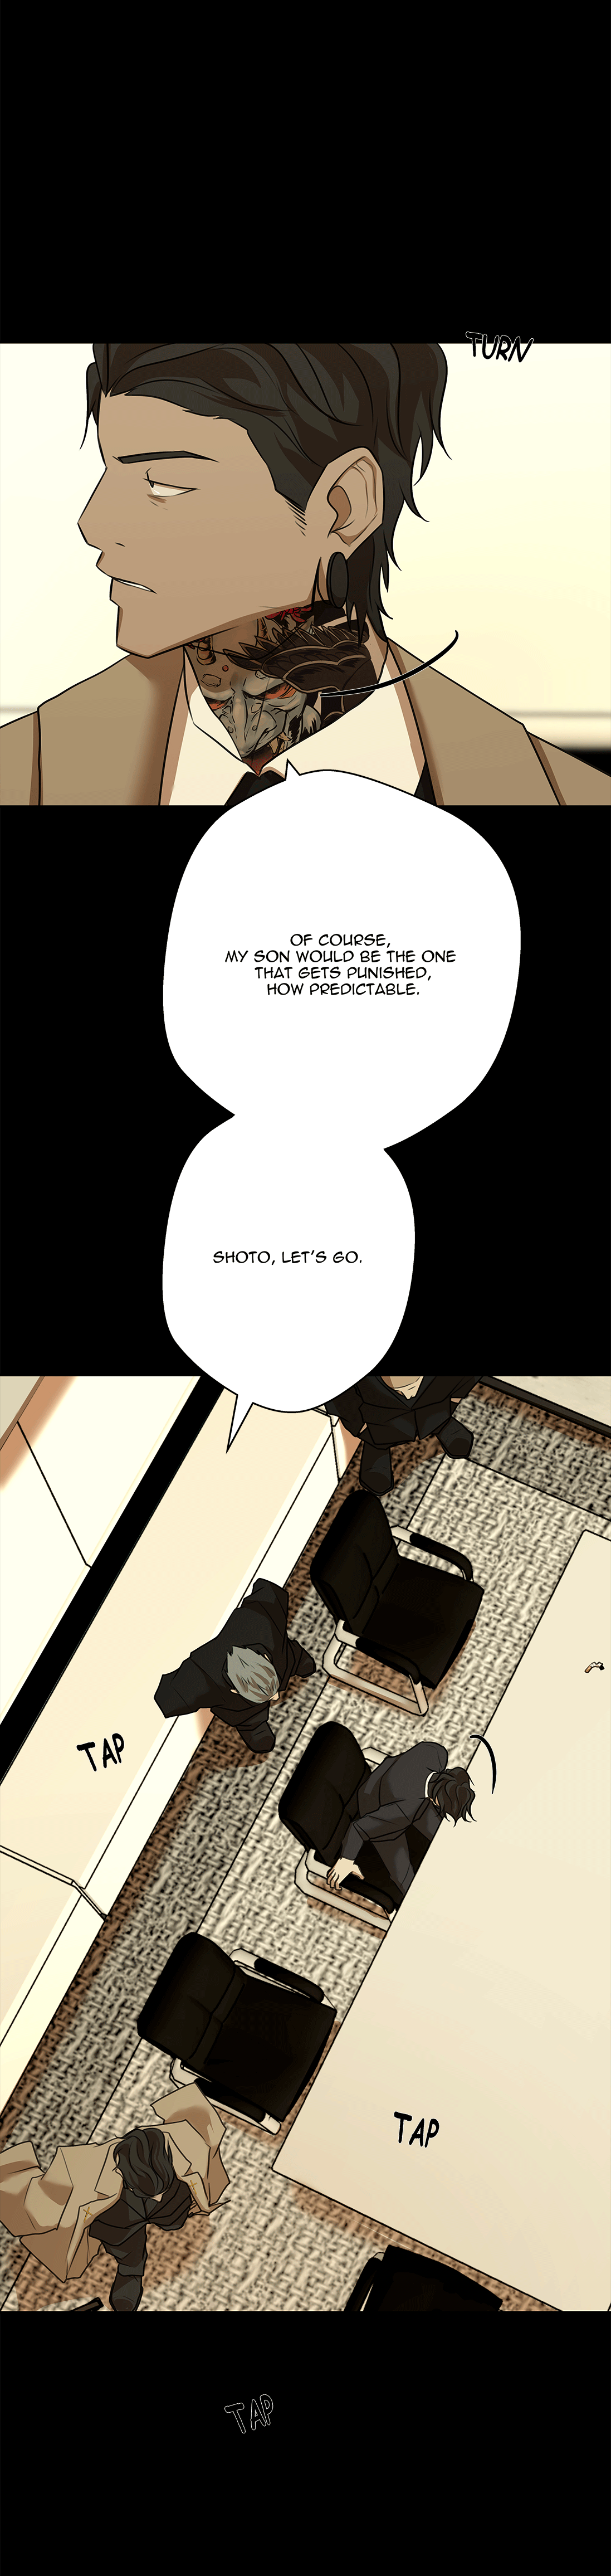 TURN
OF COURSE,
MY SON WOULD BE THE ONE
THAT GETS PUNISHED,
HOW PREDICTABLE.
SHOTO, LET'S GO.
TAP
TAP
TAP